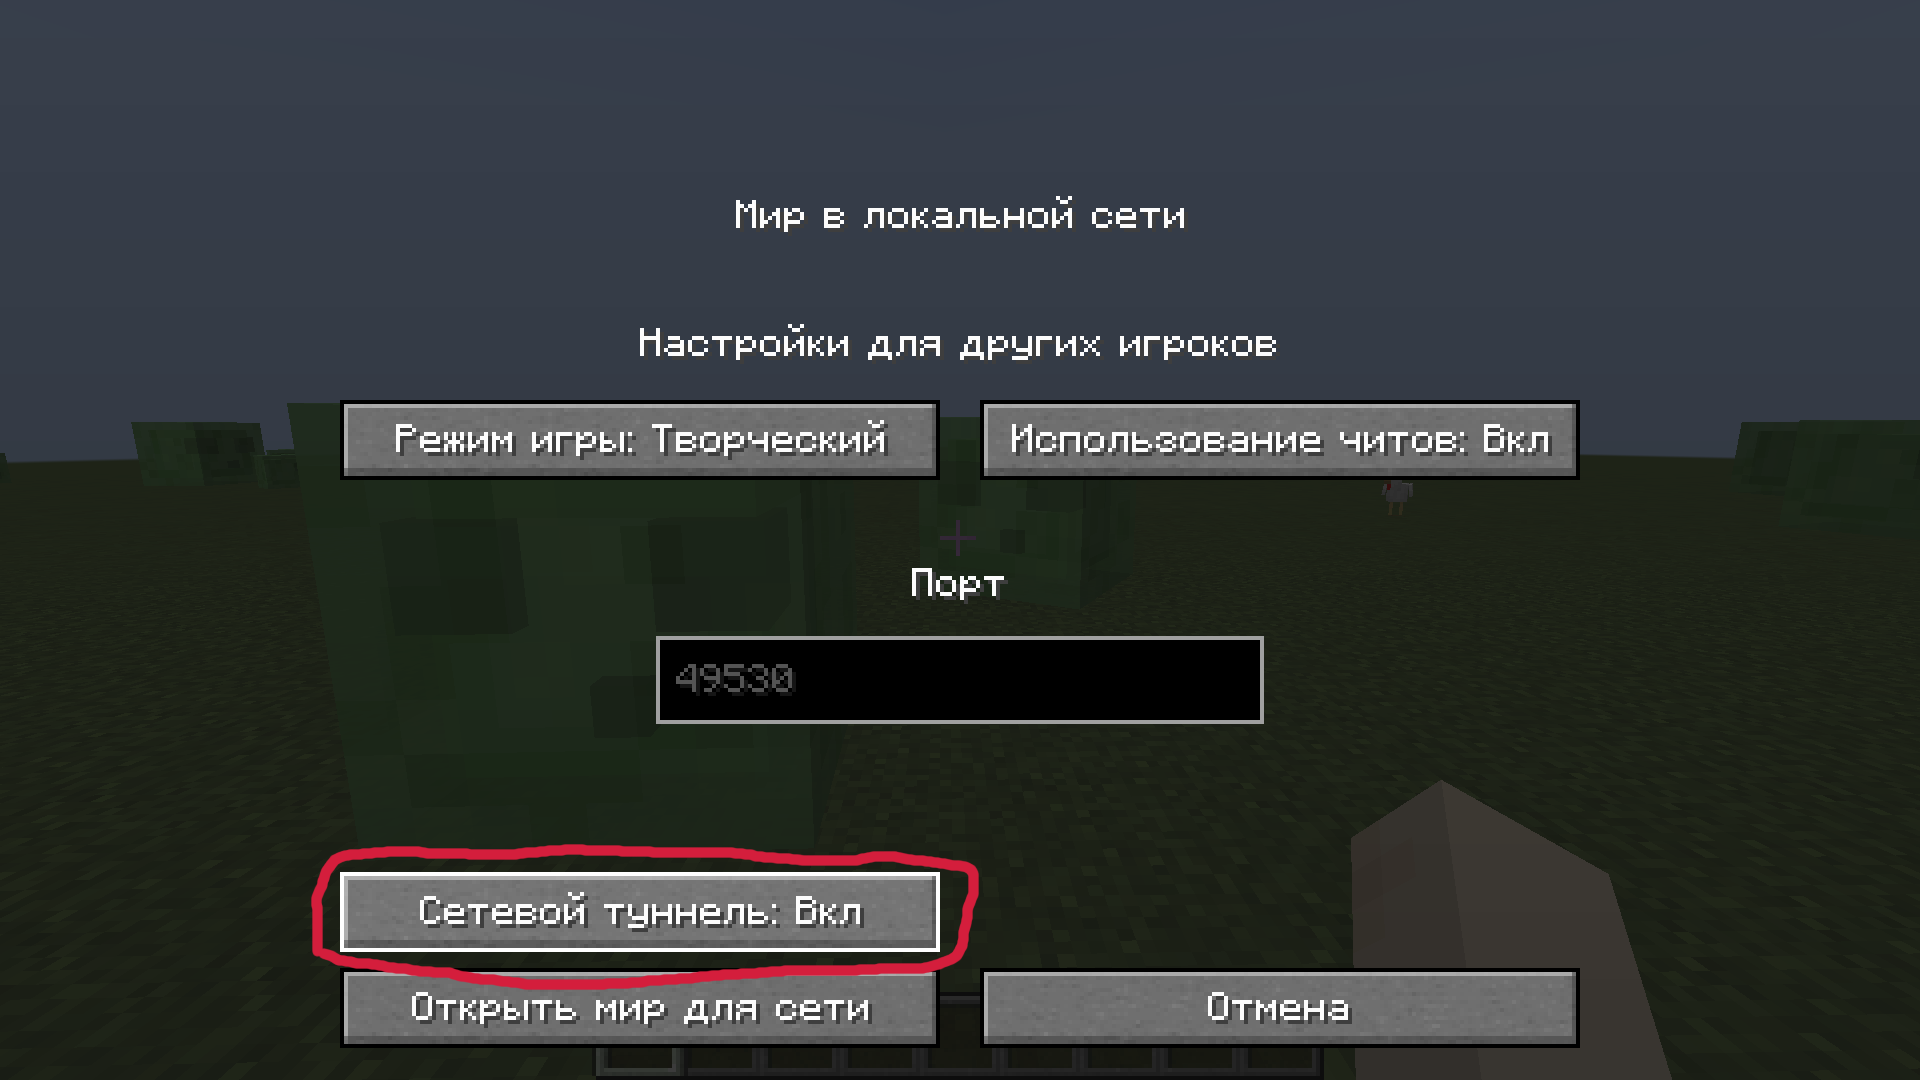 Мир в локальной сети
Настройки для других игроков
Режим игры: Творческий
Использование читов: Вкл
Порт
49530
Сетевой туннель: Вкл
Открыть мир для сети
Отмена